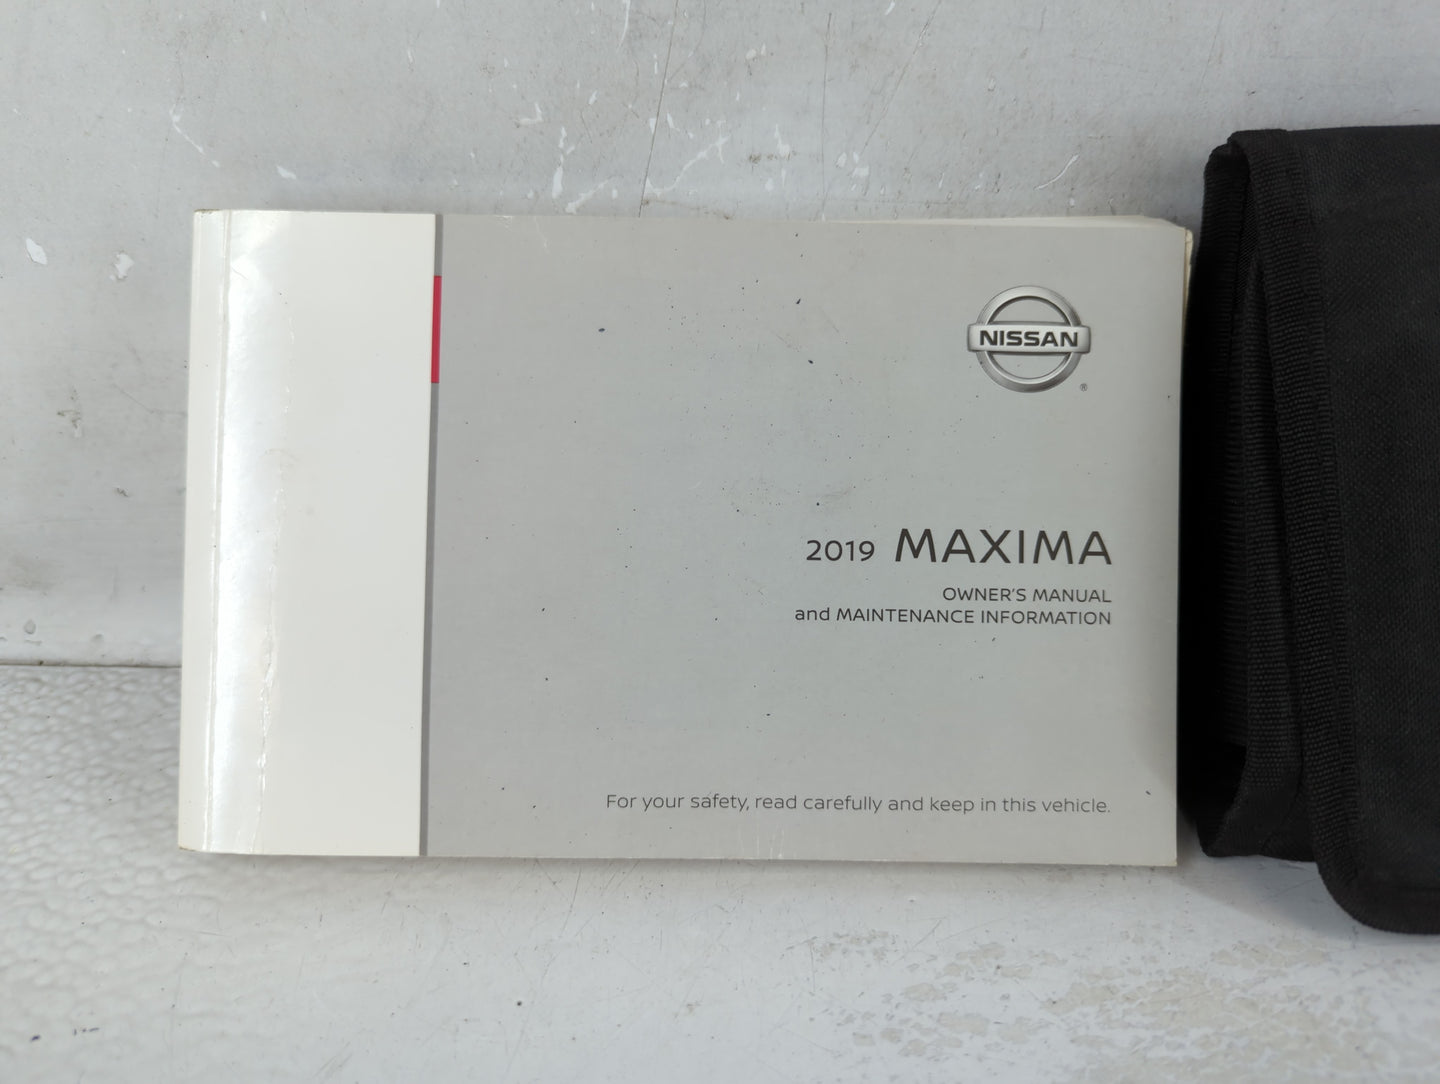 NISSAN
®
2019 MAXIMA
OWNER'S MANUAL
and MAINTENANCE INFORMATION
For your safety, read carefully and keep in this vehicle.